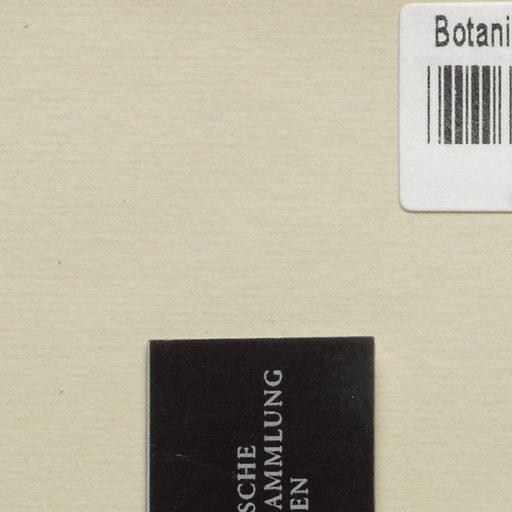 Botani
SCHE
AMMLUNG
EN